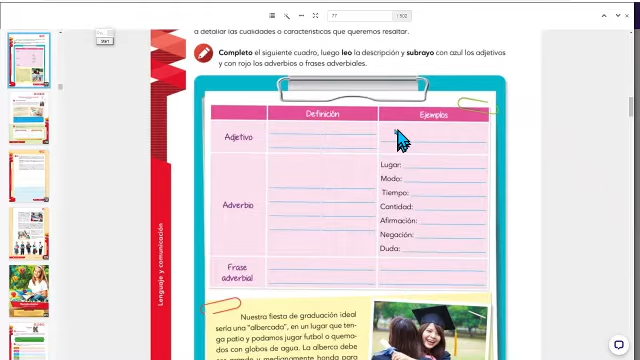 77
/ 502
Start
a detallar las cualidades o características que queremos resaltar.
Completo el siguiente cuadro, luego leo la descripción y subrayo con azul los adjetivos
y con rojo los adverbios o frases adverbiales.
Definición Ejemplos
Adjetivo
Adverbio
Lugar:
Modo:
Tiempo:
Cantidad:
Afirmación:
Negación:
Duda:
Frase
adverbial
Lenguaje y comunicación
Nuestra fiesta de graduación ideal
sería una "albercada", en un lugar que ten-
ga patio y podamos jugar futbol o quema-
dos con globos de agua. La alberca debe